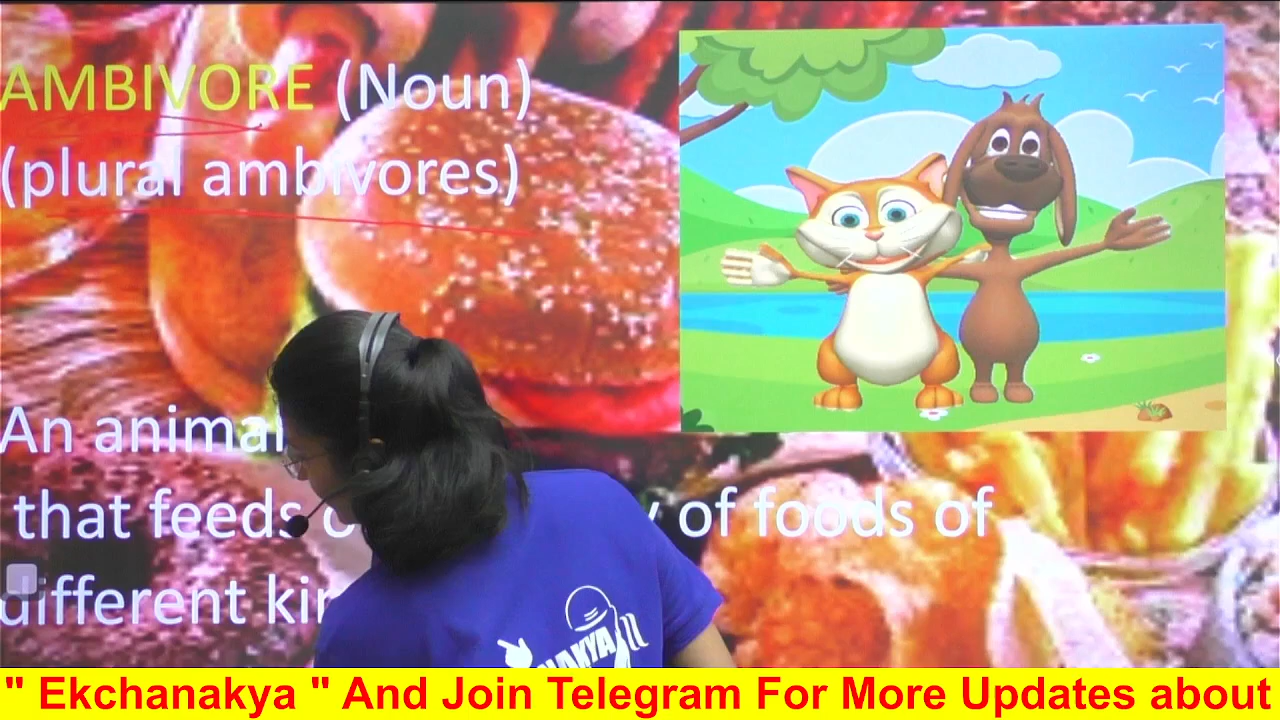 AMBIVORE (Noun)
(plural ambivores)
An animal
that feeds of foods of
different
" Ekchanakya " And Join Telegram For More Updates about